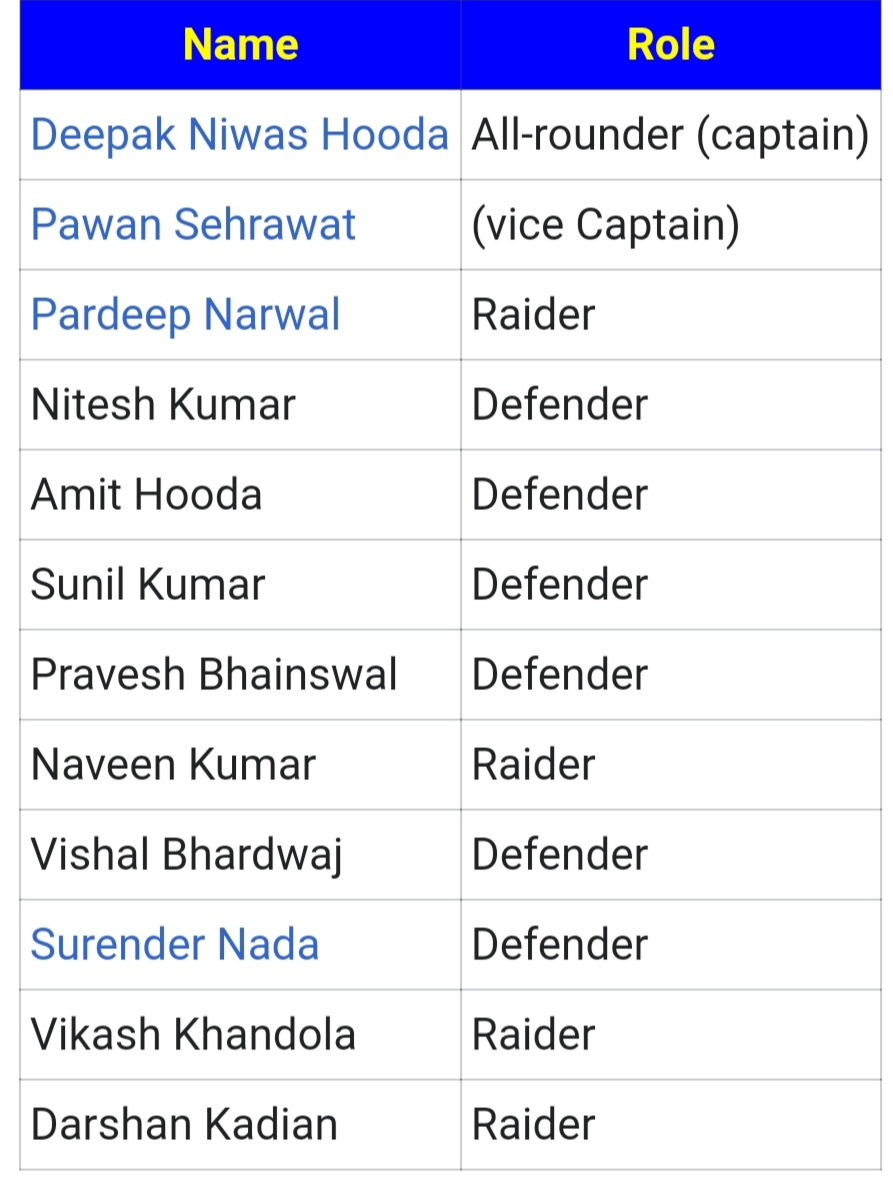 Name Role
Deepak Niwas Hooda All-rounder (captain)
Pawan Sehrawat (vice Captain)
Pardeep Narwal Raider
Nitesh Kumar Defender
Amit Hooda Defender
Sunil Kumar Defender
Pravesh Bhainswal Defender
Naveen Kumar Raider
Vishal Bhardwaj Defender
Surender Nada Defender
Vikash Khandola Raider
Darshan Kadian Raider